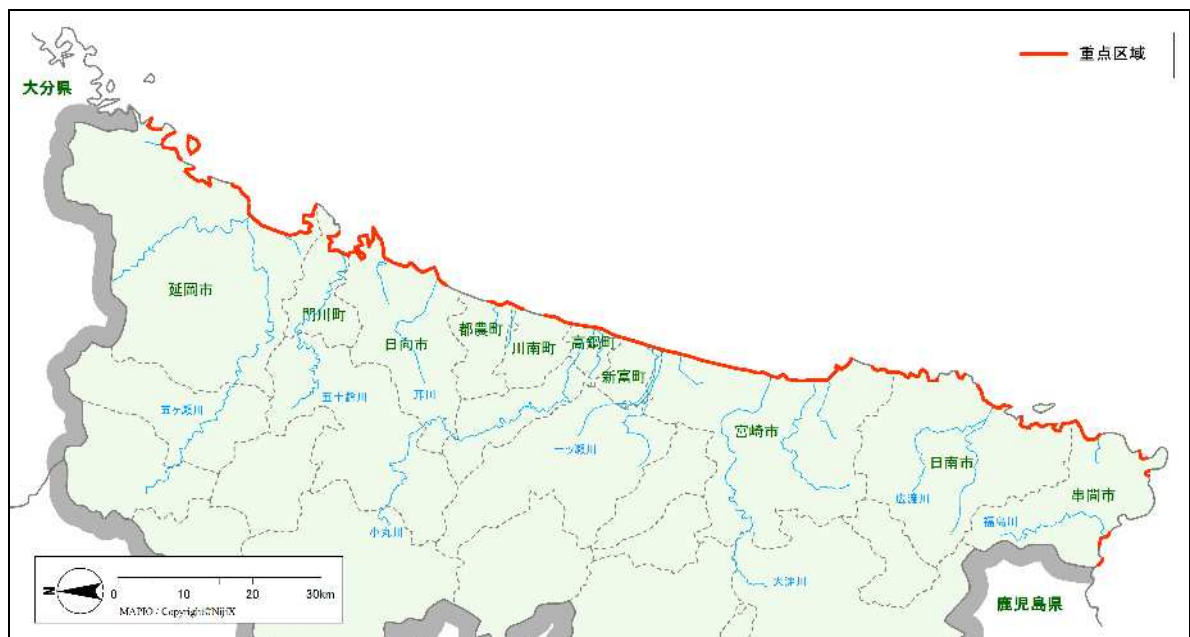 重点区域
大分県
延岡市
門川町
日向市
都農町
川南町
高鍋町
新富町
宮崎市
日南市
串間市
五ヶ瀬川
五十鈴川
耳川
小丸川
一ッ瀬川
大淀川
広渡川
福島川
鹿児島県
N
0 10 20 30km
MAPIO / Copyright©NijiX